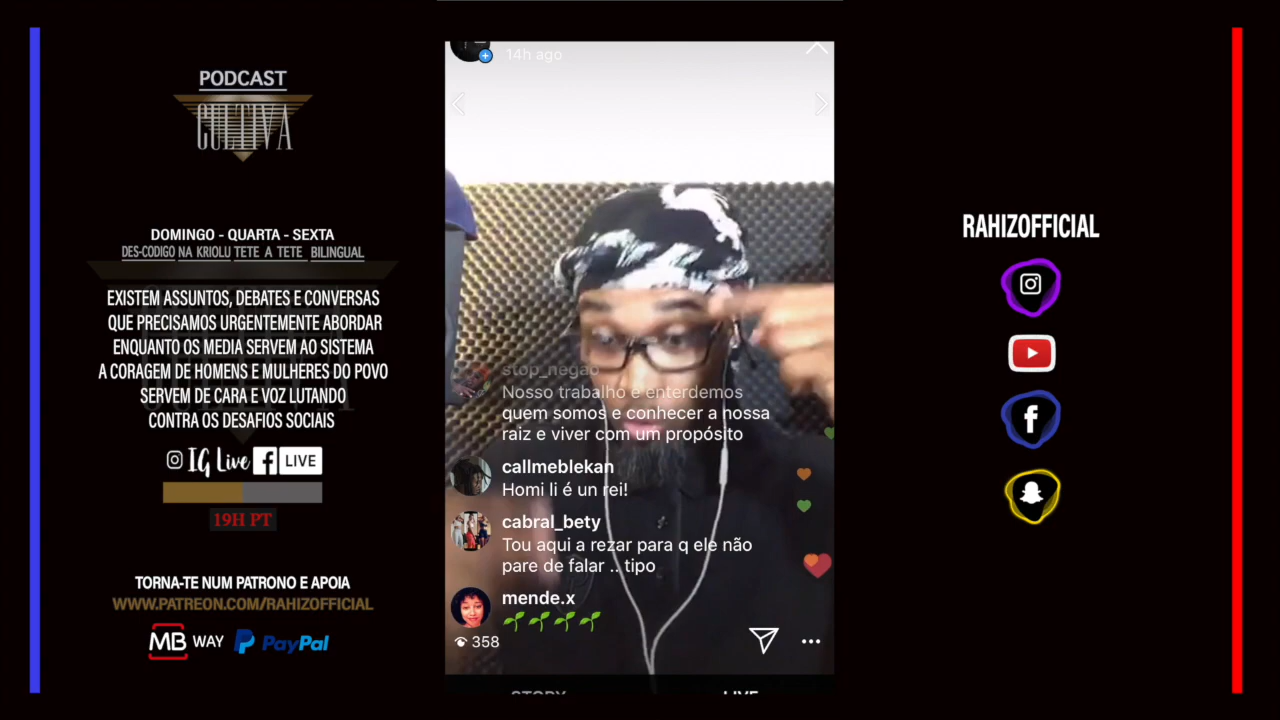 PODCAST
CULTIVA
DOMINGO - QUARTA - SEXTA
DES-CODIGO NA KRIOLU TETE A TETE BILINGUAL
EXISTEM ASSUNTOS, DEBATES E CONVERSAS
QUE PRECISAMOS URGENTEMENTE ABORDAR
ENQUANTO OS MEDIA SERVEM AO SISTEMA
A CORAGEM DE HOMENS E MULHERES DO POVO
SERVEM DE CARA E VOZ LUTANDO
CONTRA OS DESAFIOS SOCIAIS
IG Live f LIVE
19H PT
TORNA-TE NUM PATRONO E APOIA
WWW.PATREON.COM/RAHIZOFFICIAL
MB WAY PayPal
14h ago
stop_negao
Nosso trabalho é enterdemos
quem somos e conhecer a nossa
raiz e viver com um propósito
callmeblekan
Homi li é un rei!
cabral_bety
Tou aqui a rezar para q ele não
pare de falar .. tipo
mende.x
🌱🌱🌱🌱
358
STORY LIVE
RAHIZOFFICIAL